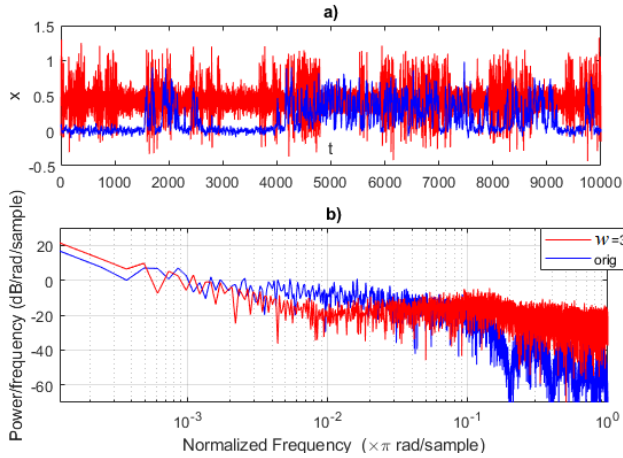 a)
1.5
1
0.5
0
-0.5
x
0 1000 2000 3000 4000 5000 6000 7000 8000 9000 10000
t
b)
20
0
-20
-40
-60
Power/frequency (dB/rad/sample)
w=3
orig
10-3 10-2 10-1 100
Normalized Frequency (×π rad/sample)